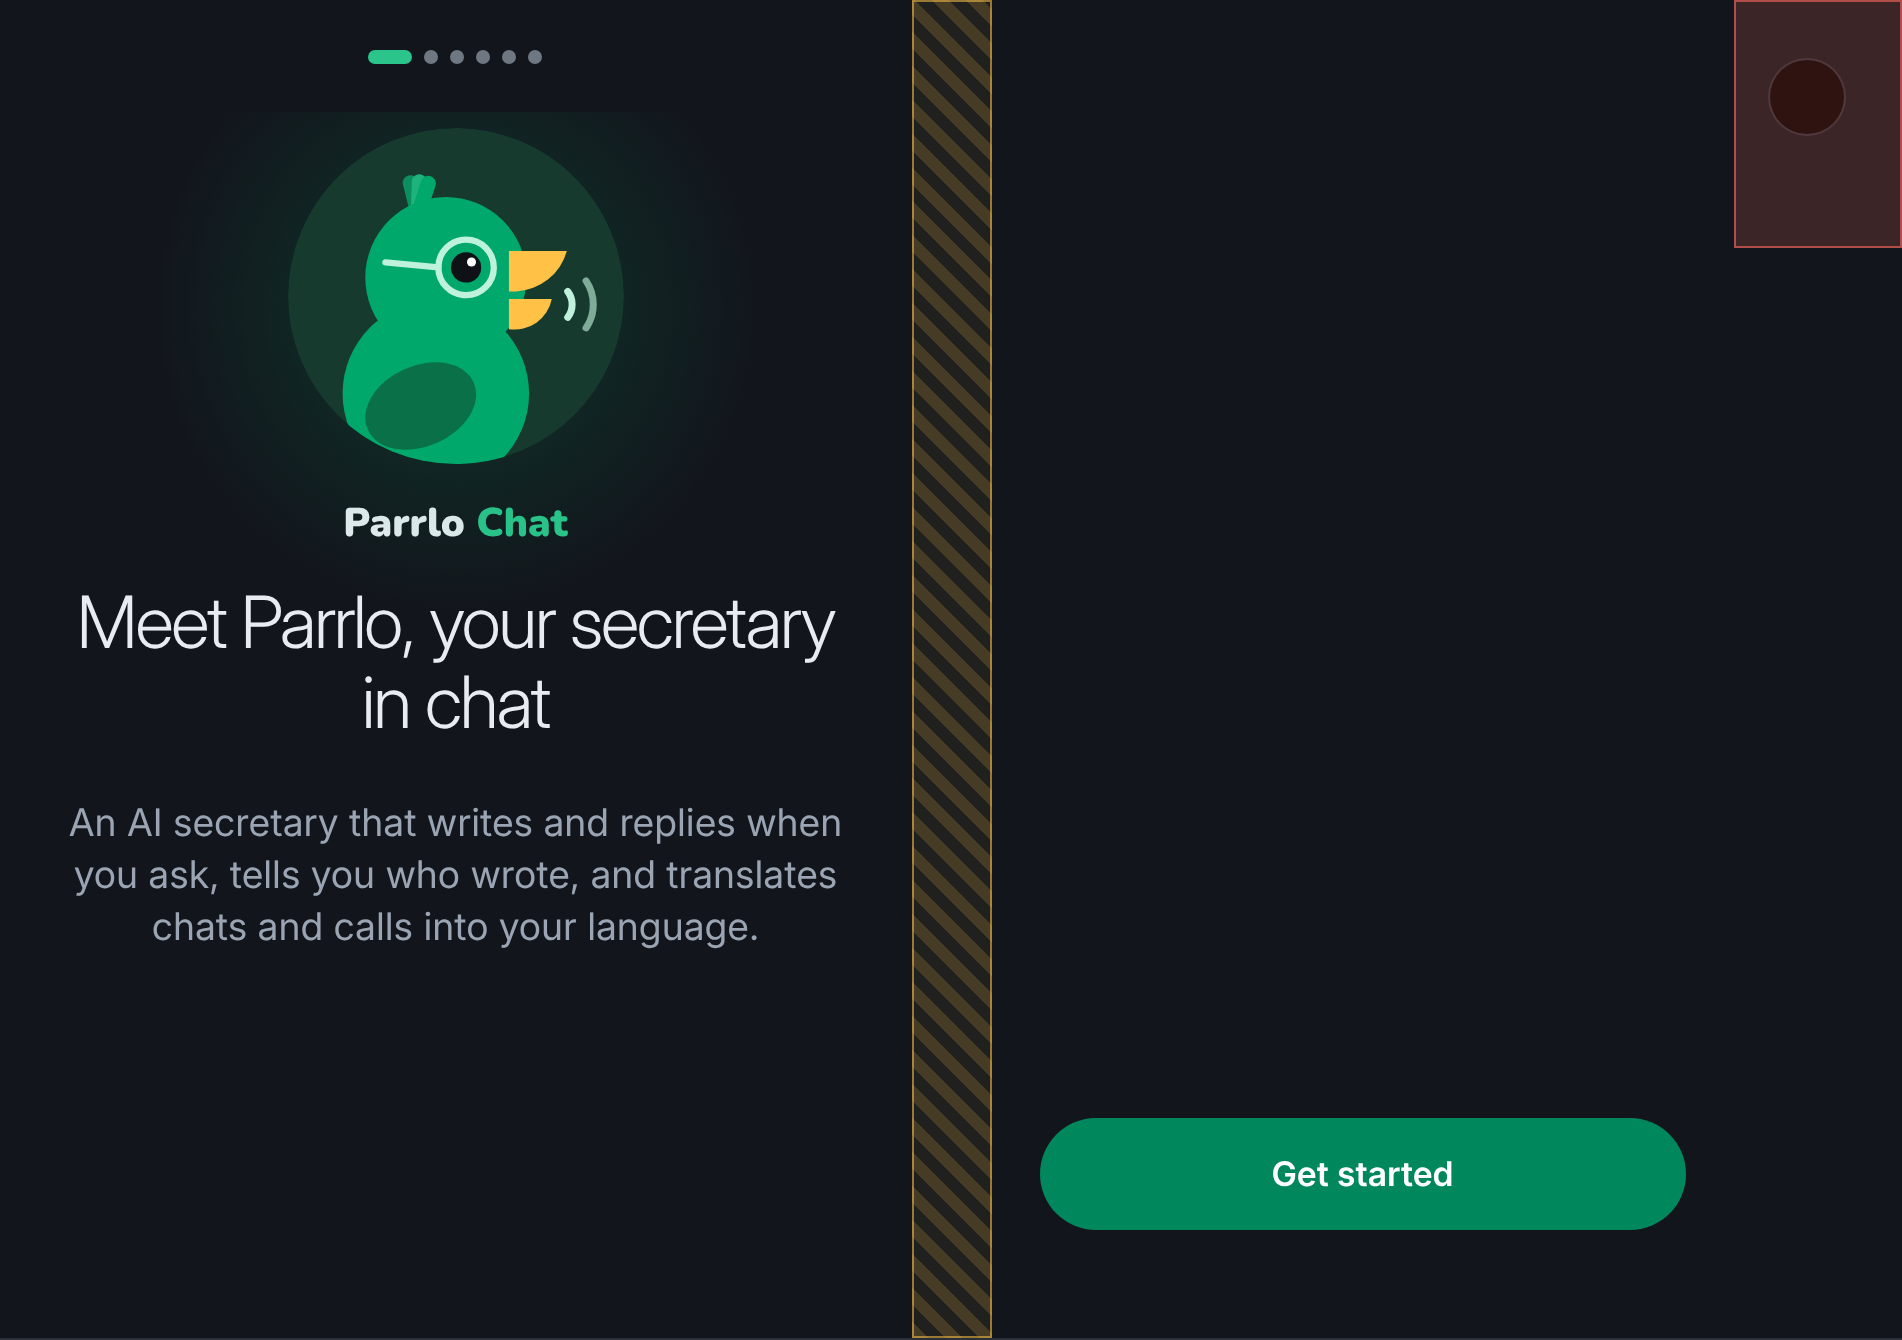 Parrlo Chat
Meet Parrlo, your secretary
in chat
An AI secretary that writes and replies when
you ask, tells you who wrote, and translates
chats and calls into your language.
Get started